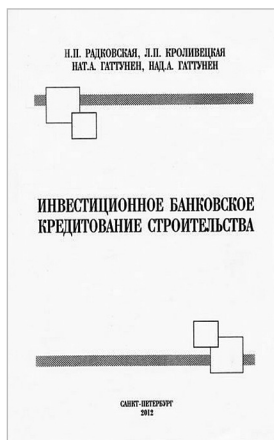 Н.П. РАДКОВСКАЯ, Л.П. КРОЛИВЕЦКАЯ
НАТ.А. ГАТТУНЕН, НАД.А. ГАТТУНЕН
ИНВЕСТИЦИОННОЕ БАНКОВСКОЕ
КРЕДИТОВАНИЕ СТРОИТЕЛЬСТВА
САНКТ-ПЕТЕРБУРГ
2012